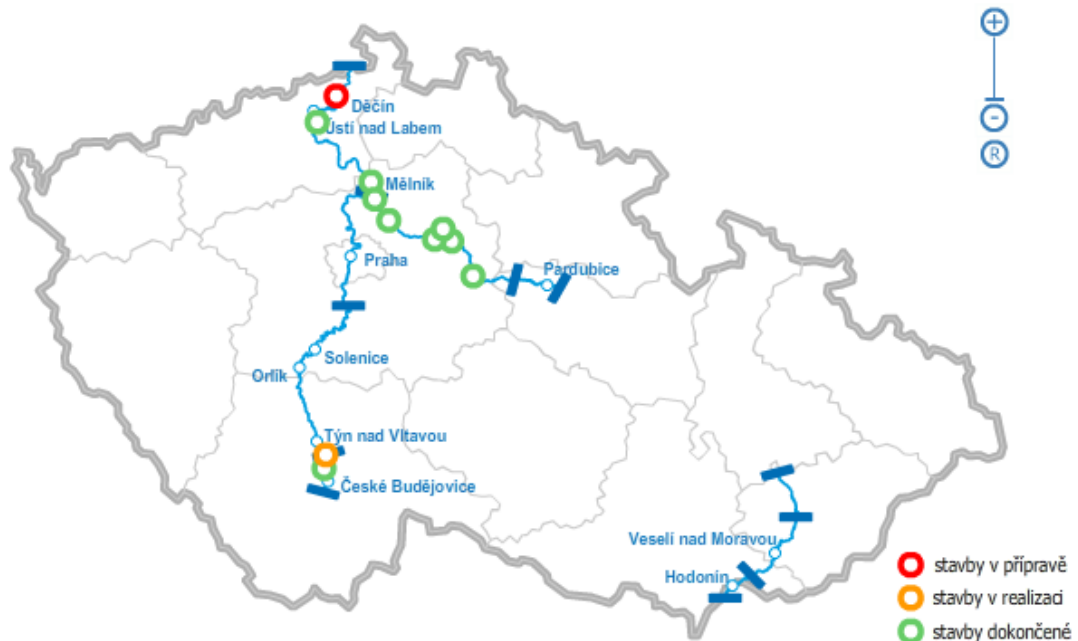 +
Děčín
Ústí nad Labem
Mělník
Praha
Pardubice
-
R
Solenice
Orlík
Týn nad Vltavou
České Budějovice
Veselí nad Moravou
Hodonín
stavby v přípravě
stavby v realizaci
stavby dokončené